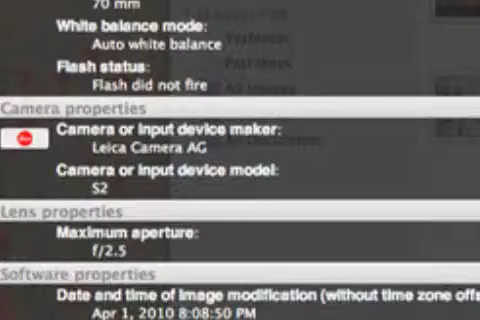 70 mm
White balance mode:
Auto white balance
Flash status:
Flash did not fire
Camera properties
Camera or input device maker:
Leica Camera AG
Camera or input device model:
S2
Lens properties
Maximum aperture:
f/2.5
Software properties
Date and time of image modification (without time zone offs
Apr 1, 2010 8:08:50 PM